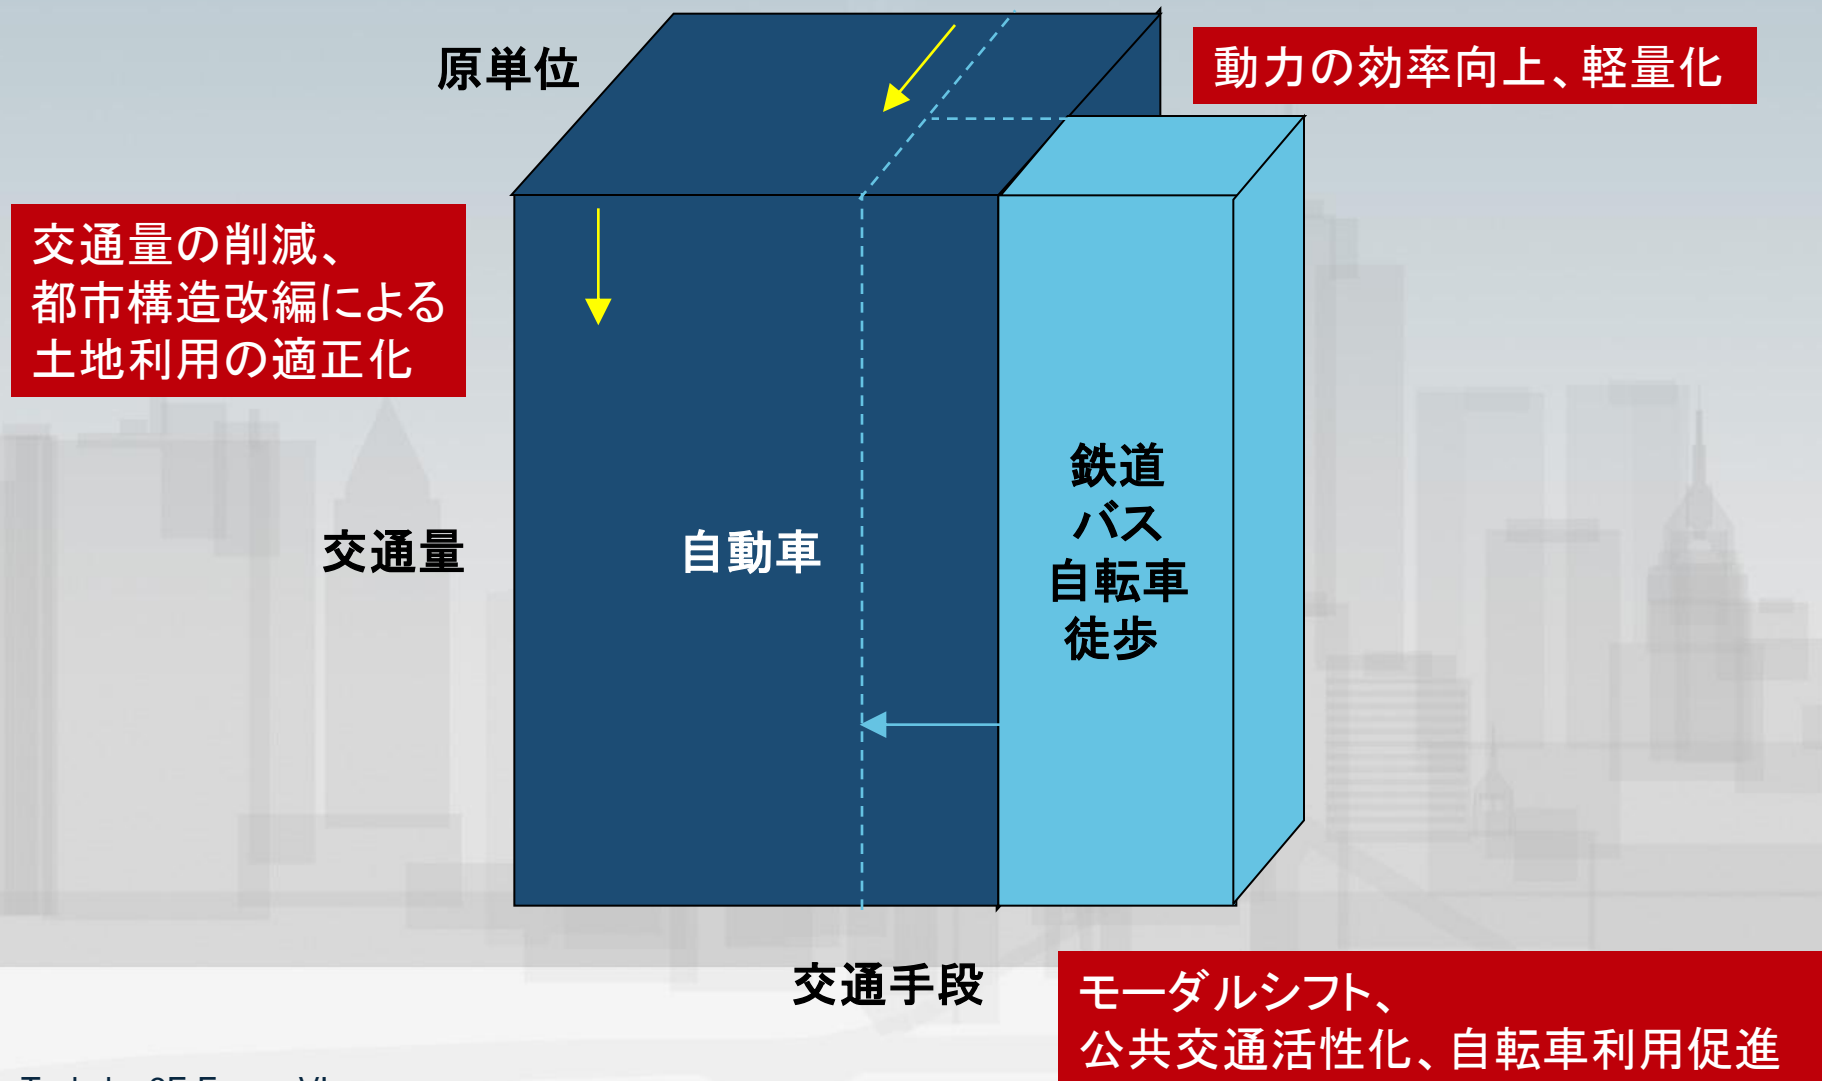 原単位
動力の効率向上、軽量化
交通量の削減、
都市構造改編による
土地利用の適正化
鉄道
バス
自転車
徒歩
交通量
自動車
交通手段
モーダルシフト、
公共交通活性化、自転車利用促進